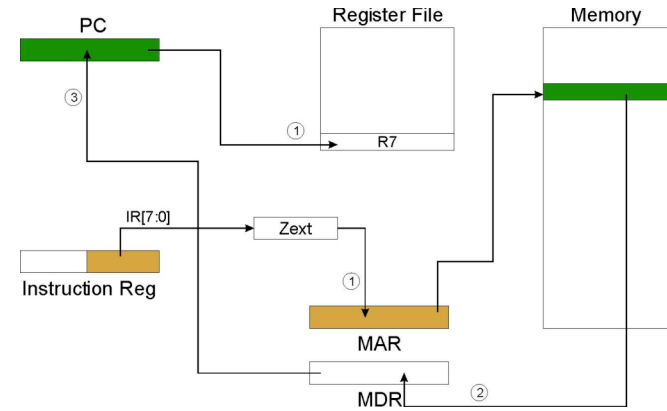 PC
Register File
Memory
③
①
R7
IR[7:0]
Zext
Instruction Reg
①
MAR
MDR
②